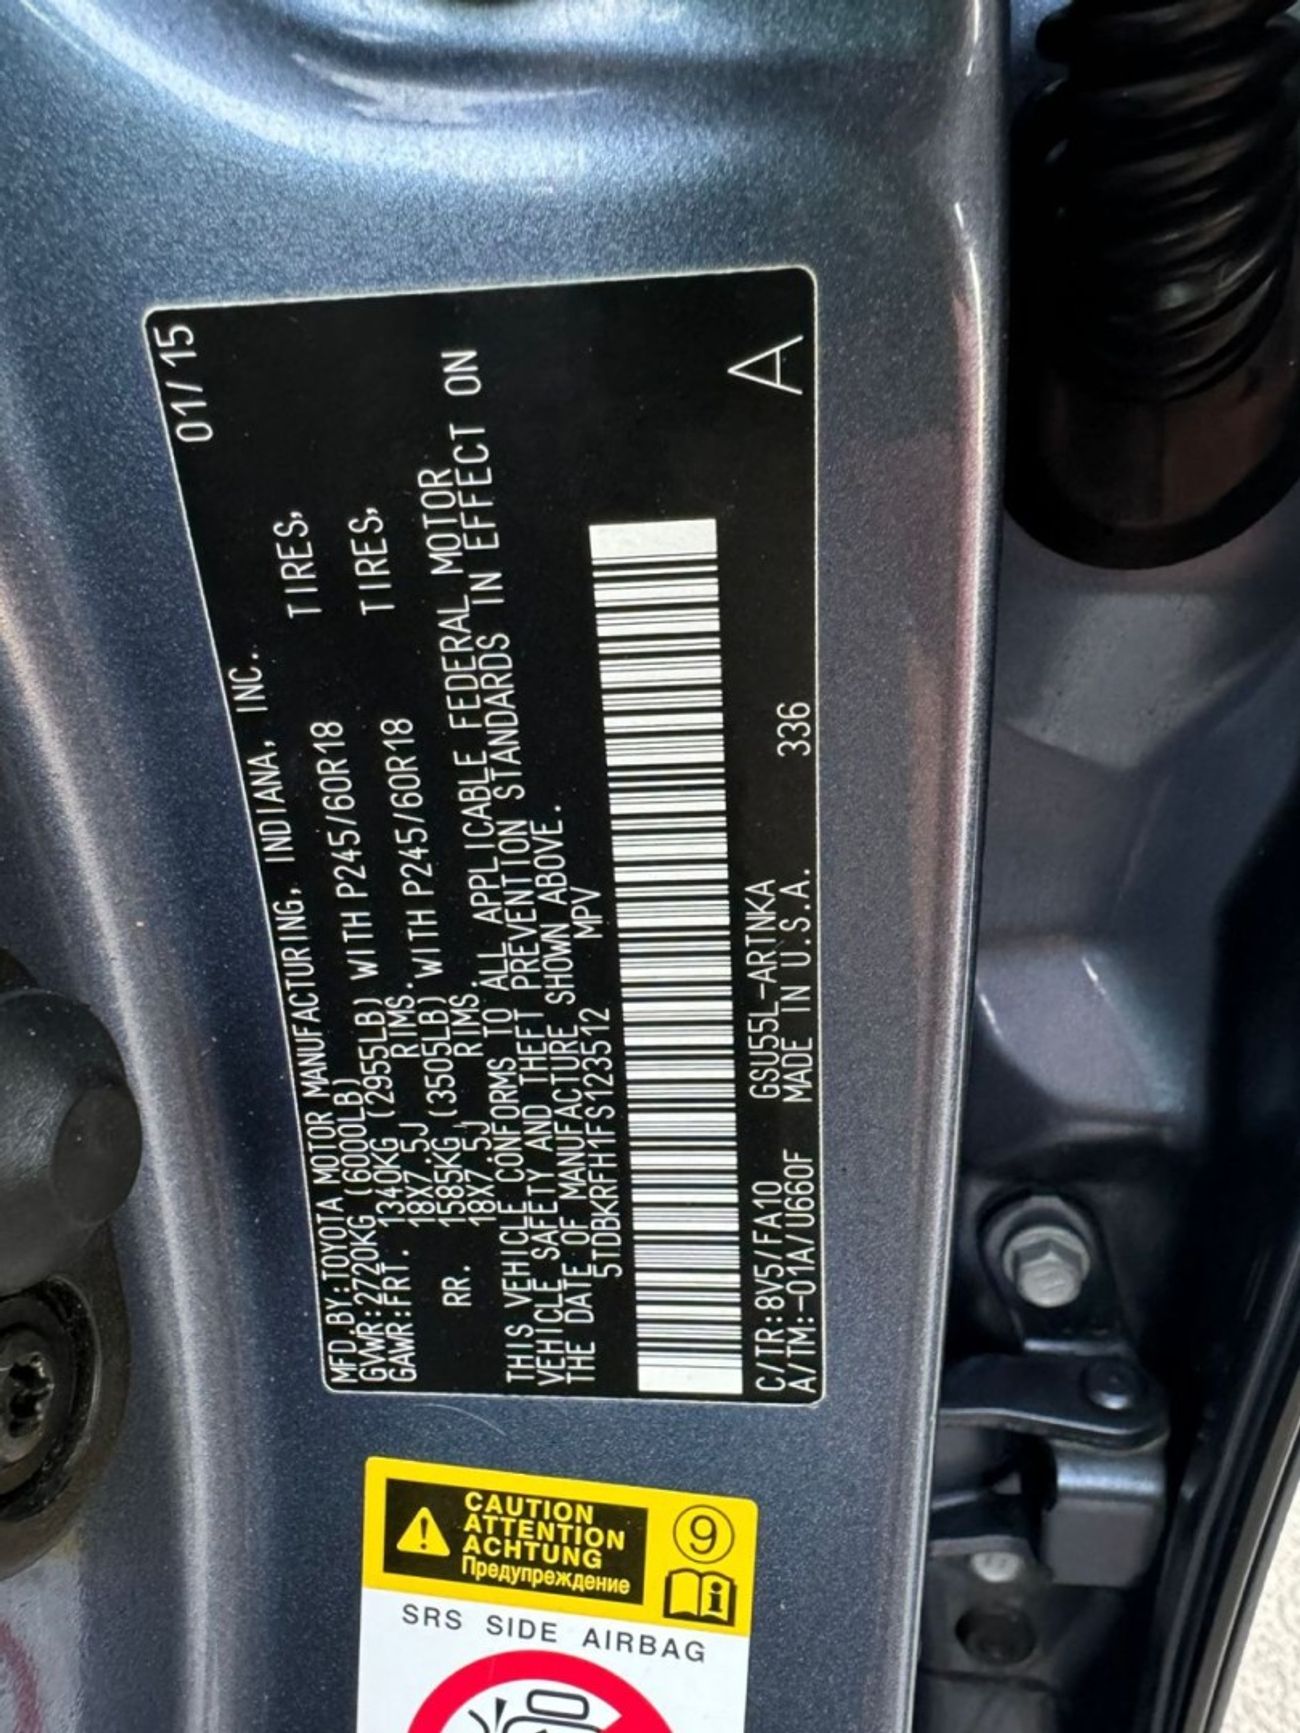 01/15
MFD.BY:TOYOTA MOTOR MANUFACTURING, INDIANA, INC.
GVWR:2720KG (6000LB)
GAWR:FRT. 1340KG (2955LB) WITH P245/60R18 TIRES,
18X7.5J RIMS.
RR. 1585KG (3505LB) WITH P245/60R18 TIRES,
18X7.5J RIMS.
THIS VEHICLE CONFORMS TO ALL APPLICABLE FEDERAL MOTOR
VEHICLE SAFETY AND THEFT PREVENTION STANDARDS IN EFFECT ON
THE DATE OF MANUFACTURE SHOWN ABOVE.
5TDBKRFH1FS123512 MPV
C/TR:8V5/FA10 GSU55L-ARTNKA A
A/TM:-01A/U660F MADE IN U.S.A. 336
CAUTION
ATTENTION
ACHTUNG
Предупреждение
9
SRS SIDE AIRBAG